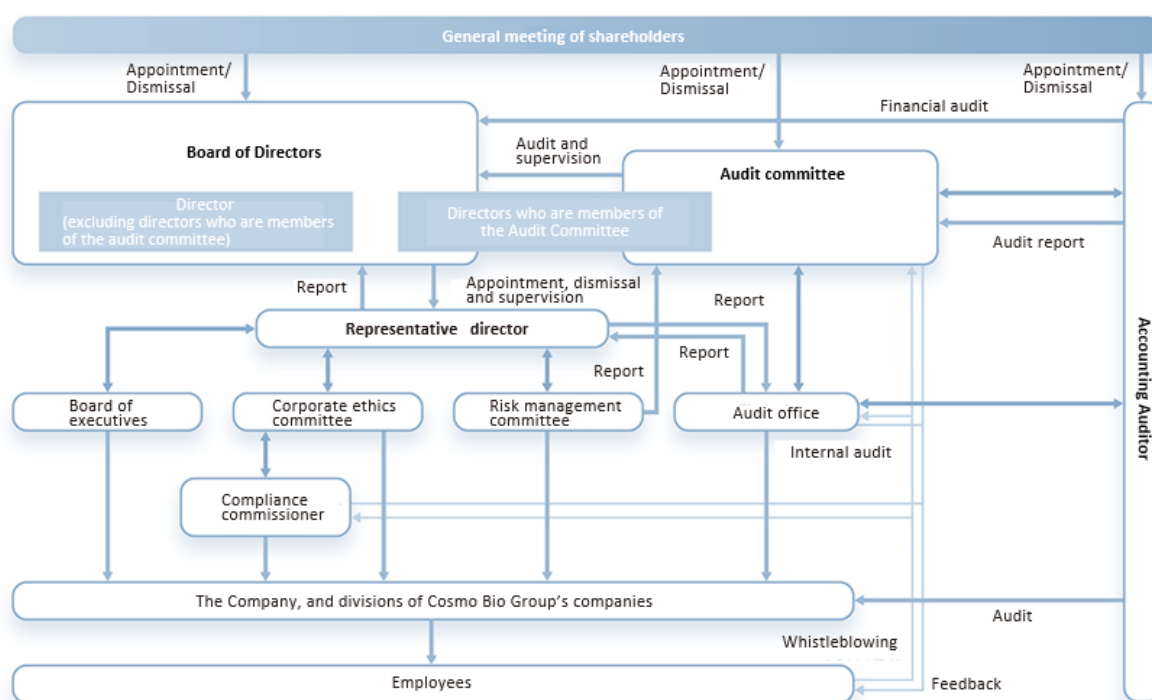 General meeting of shareholders
Appointment/
Dismissal
Appointment/
Dismissal
Appointment/
Dismissal
Financial audit
Board of Directors
Audit and
supervision
Audit committee
Director
(excluding directors who are members
of the audit committee)
Directors who are members of
the Audit Committee
Audit report
Report
Appointment, dismissal
and supervision
Report
Representative director
Report
Report
Accounting Auditor
Board of
executives
Corporate ethics
committee
Risk management
committee
Audit office
Internal audit
Compliance
commissioner
The Company, and divisions of Cosmo Bio Group's companies
Audit
Whistleblowing
Employees
Feedback